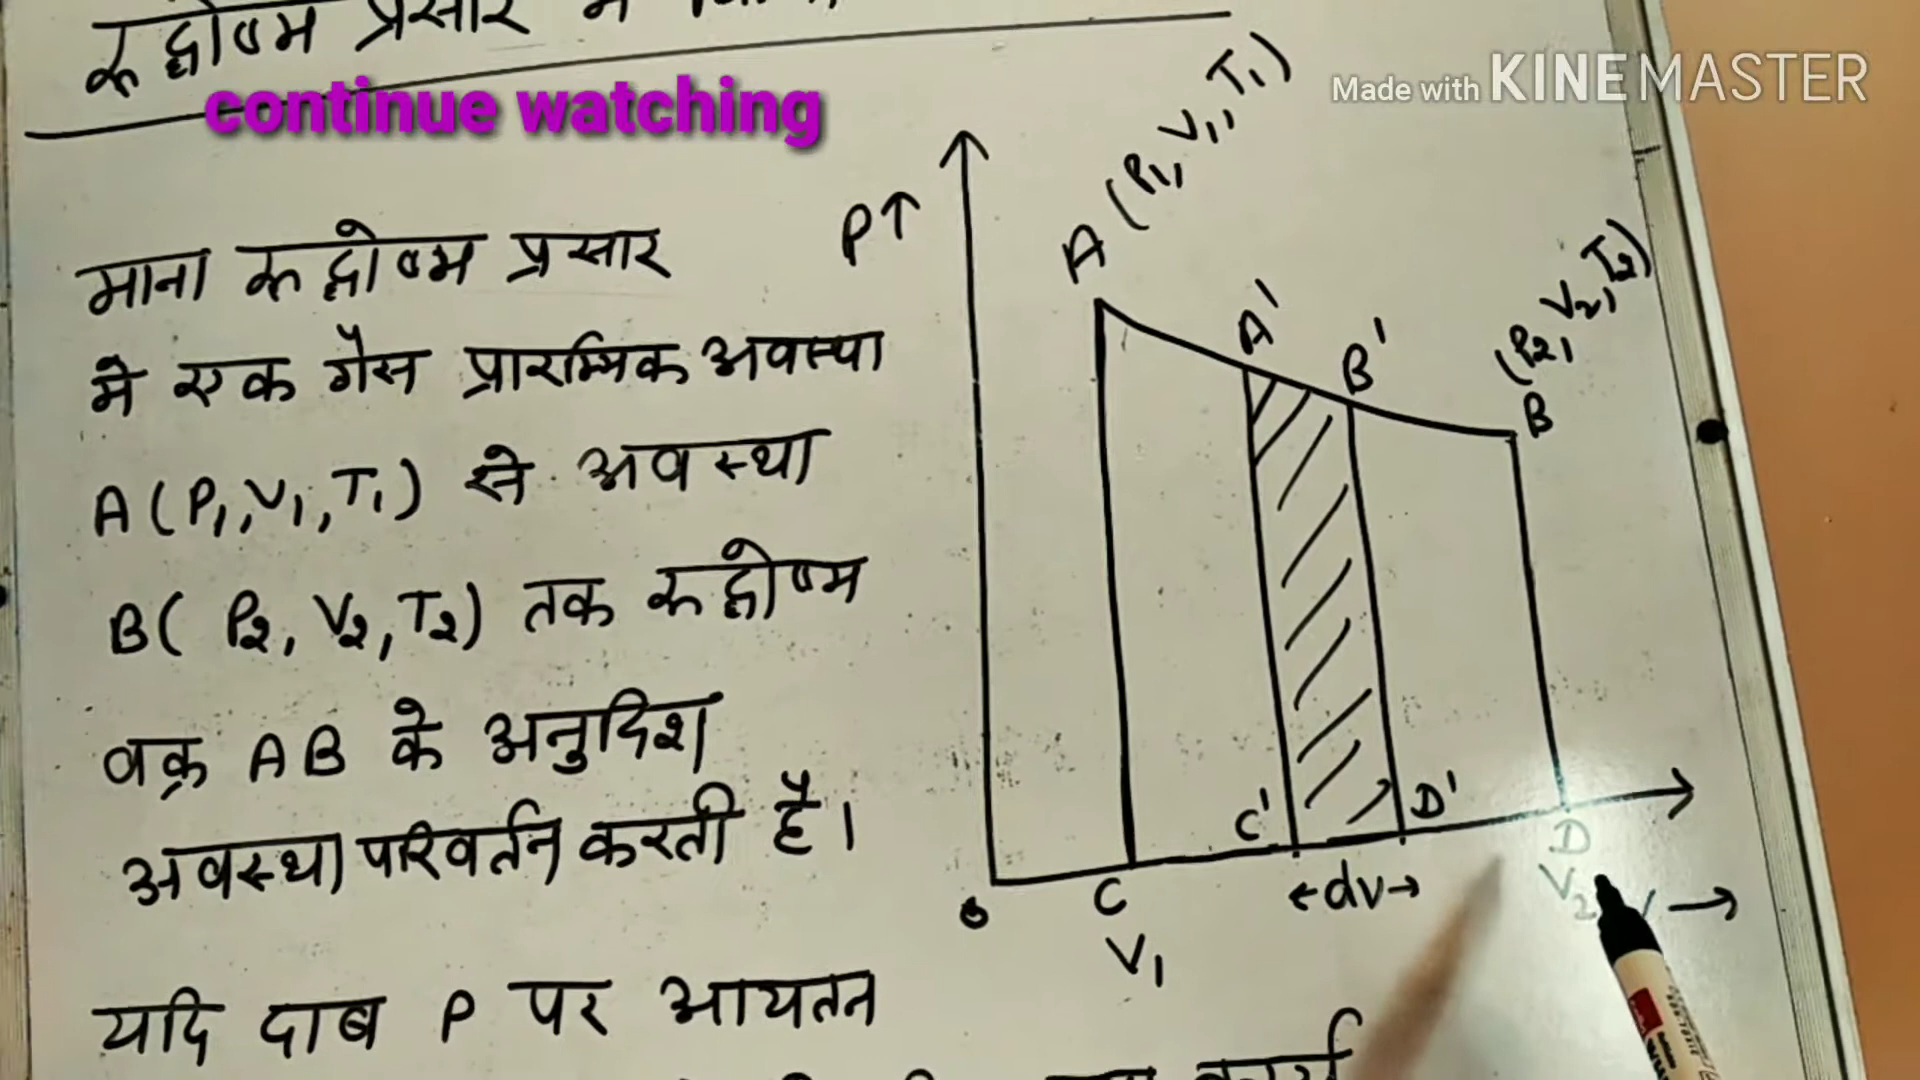 रूद्धोष्म प्रसार में
continue watching
Made with KINEMASTER
माना रूद्धोष्म प्रसार
मे एक गैस प्रारम्भिक अवस्था
A(P₁,V₁,T₁) से अवस्था
B(P₂,V₂,T₂) तक रूद्धोष्म
वक्र AB के अनुदिश
अवस्था परिवर्तन करती है।
यदि दाब P पर आयतन
कार्य
P↑
A (P₁,V₁,T₁)
A'
B'
(P₂,V₂,T₂)
B
C'
D'
D
C
←dv→
V₂
V →
V₁